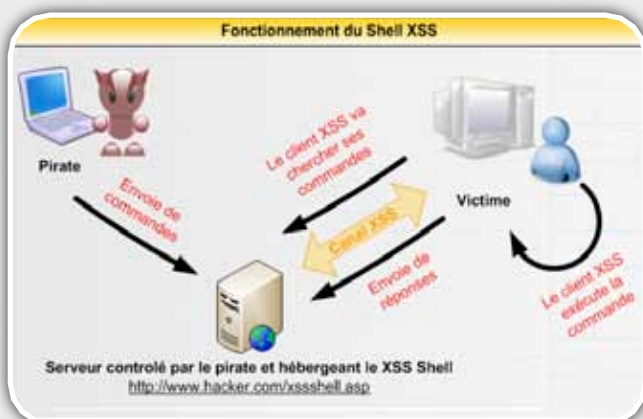 Fonctionnement du Shell XSS
Pirate
Envoie de
commandes
Le client XSS va
chercher ses
commandes
Canal XSS
Envoie de
réponses
Victime
Le client XSS
exécute la
commande
Serveur controlé par le pirate et hébergeant le XSS Shell
http://www.hacker.com/xssshell.asp